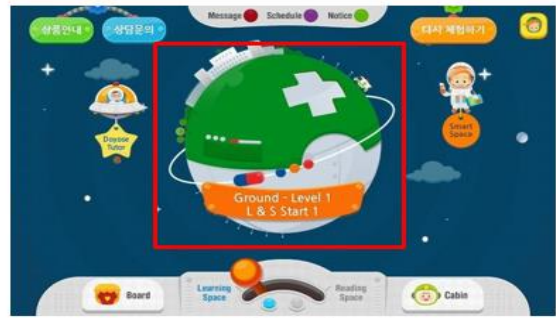 Message Schedule Notice
상품안내 상담문의 다시 체험하기
Doyose
Tutor
Smart
Space
Ground - Level 1
L & S Start 1
Board
Learning
Space
Reading
Space
Cabin